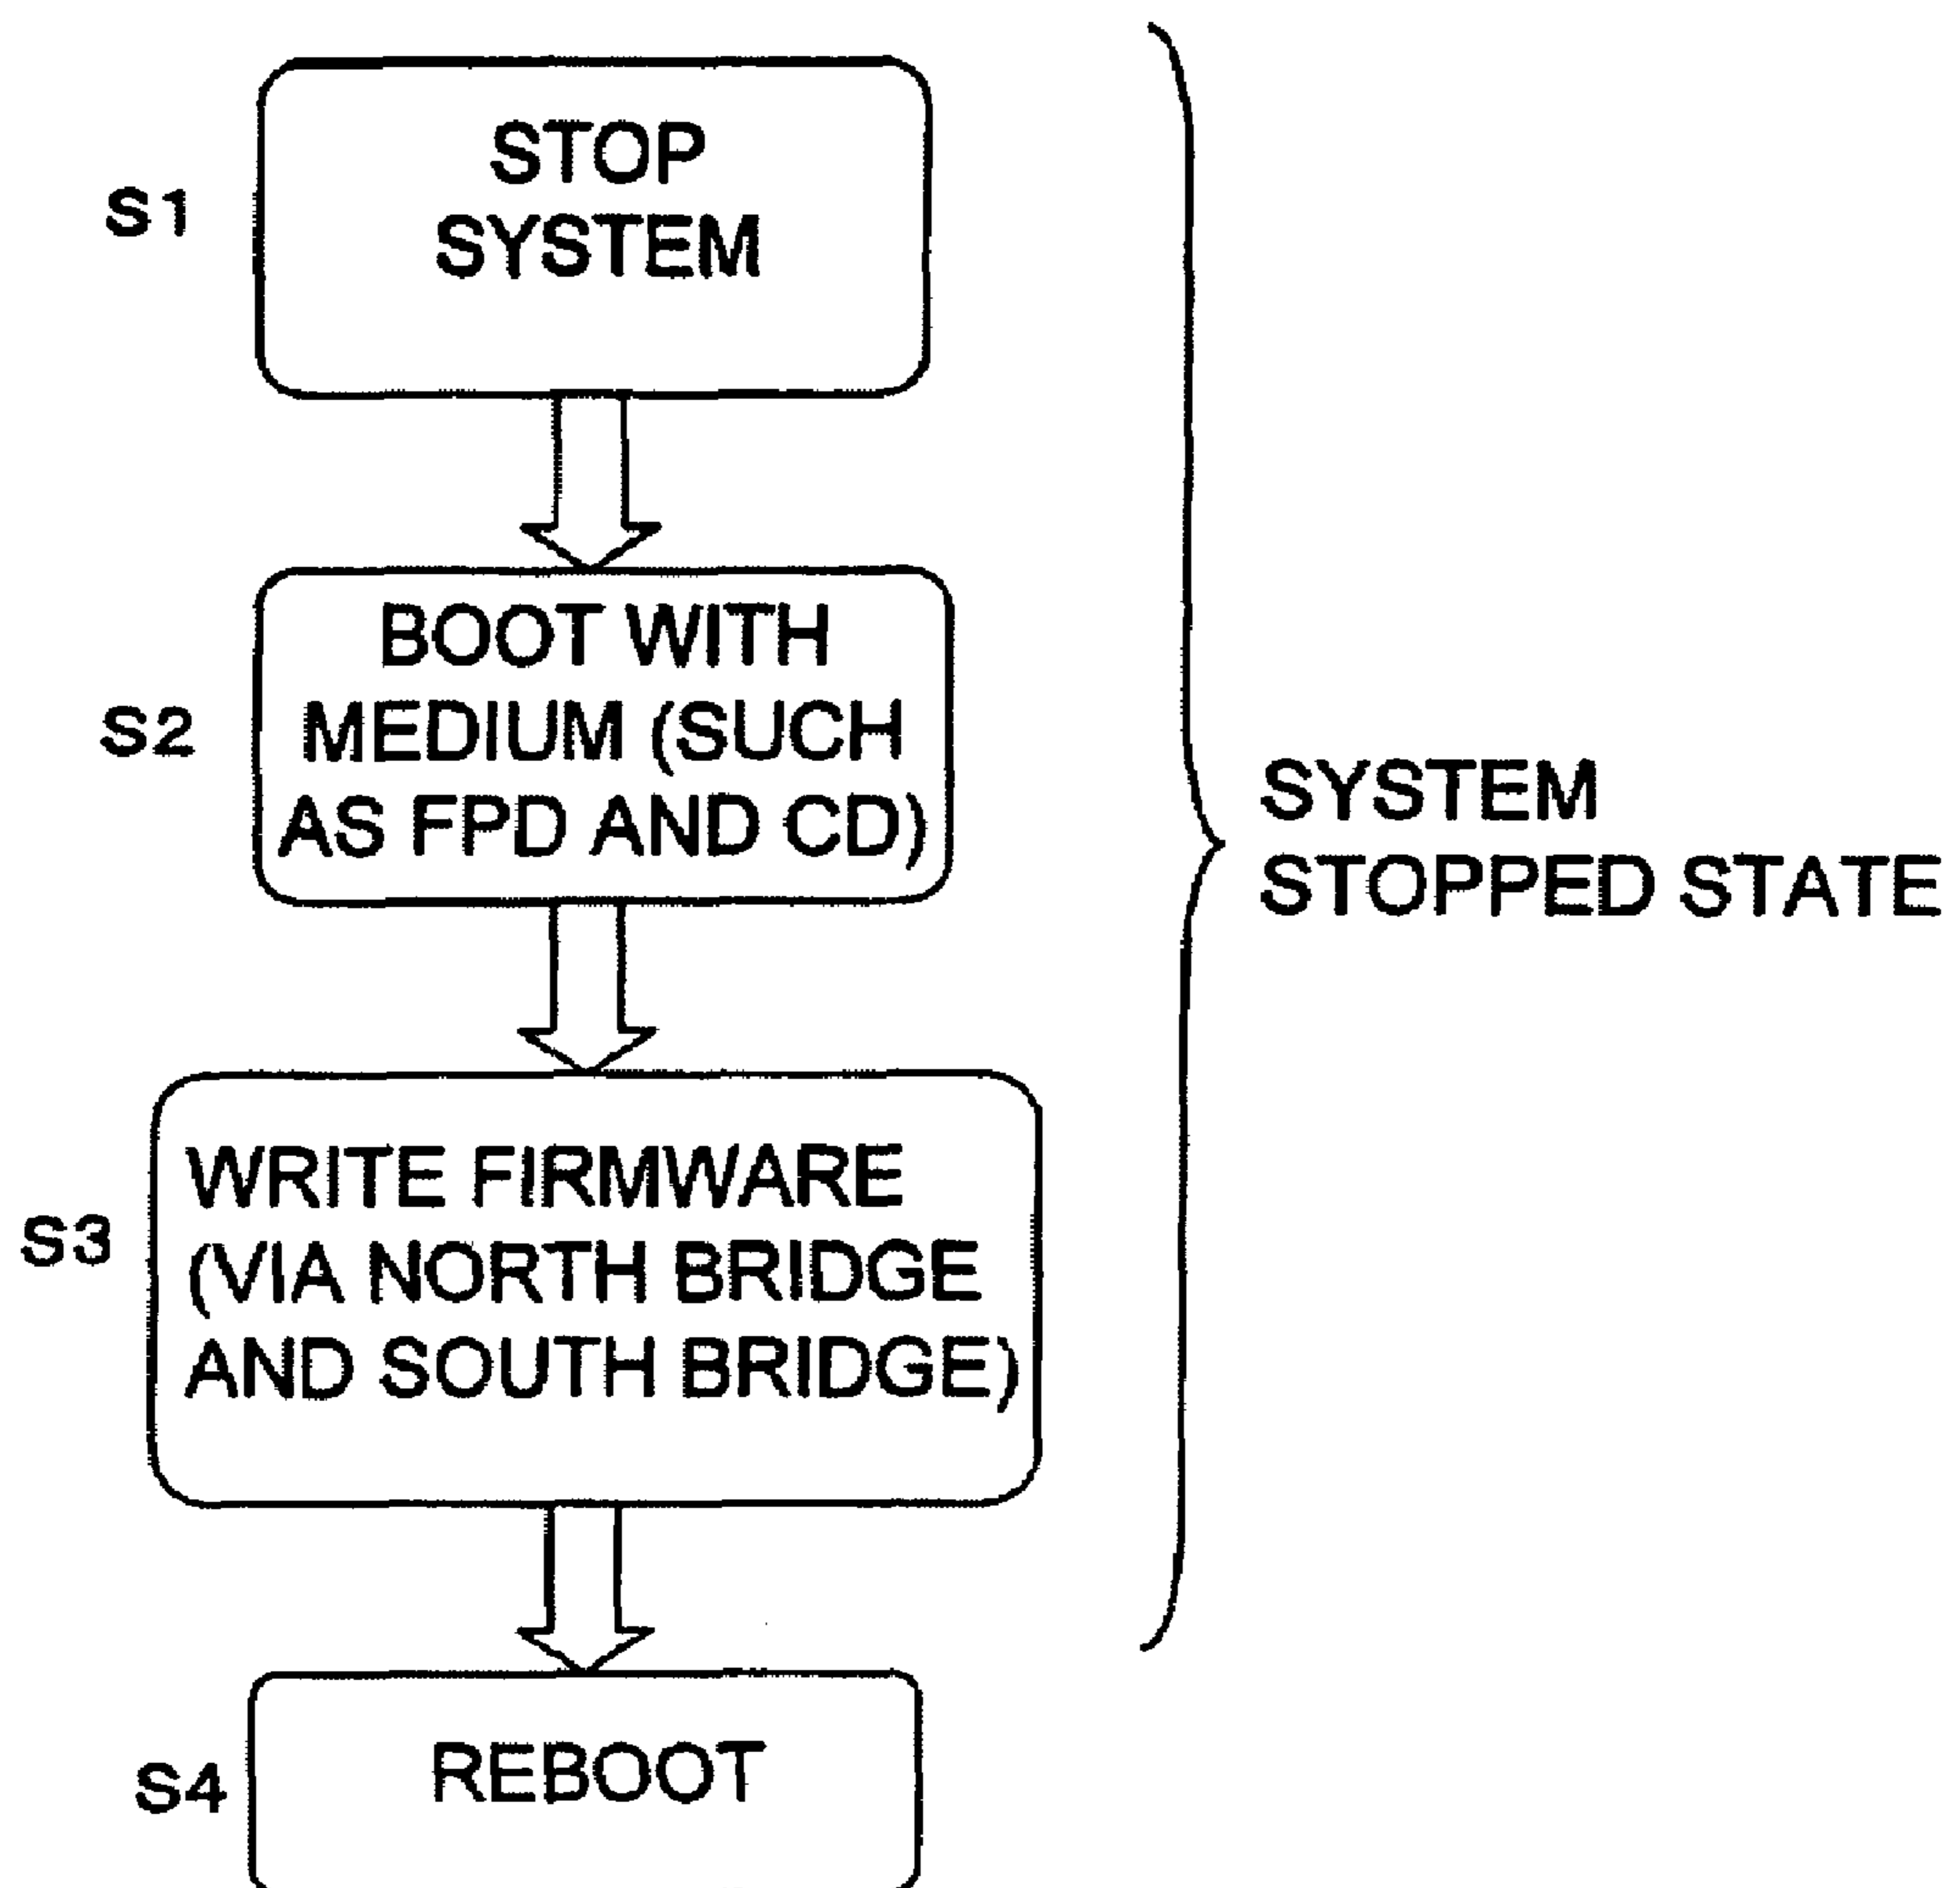 S1
STOP
SYSTEM
S2
BOOT WITH
MEDIUM (SUCH
AS FPD AND CD)
SYSTEM
STOPPED STATE
S3
WRITE FIRMWARE
(VIA NORTH BRIDGE
AND SOUTH BRIDGE)
S4
REBOOT